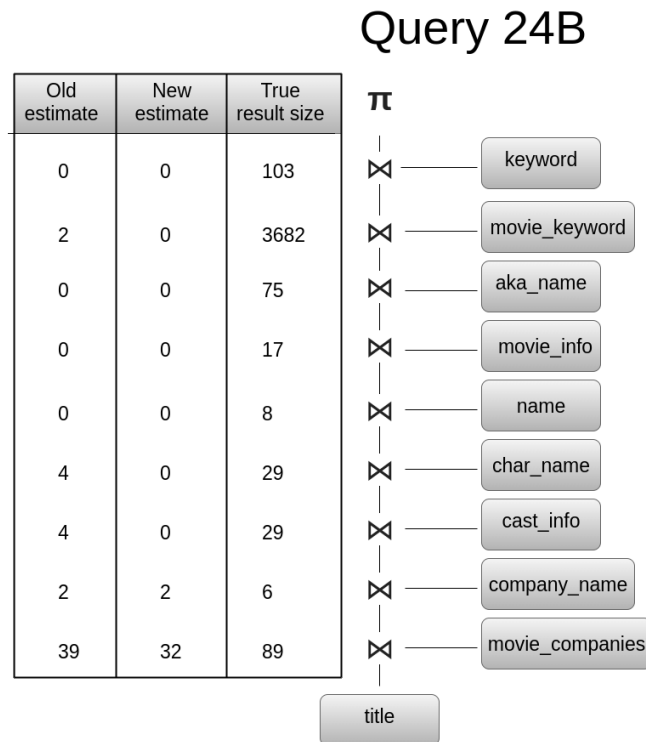 Query 24B
Old estimate New estimate True result size π
0 0 103 ⋈ keyword
2 0 3682 ⋈ movie_keyword
0 0 75 ⋈ aka_name
0 0 17 ⋈ movie_info
0 0 8 ⋈ name
4 0 29 ⋈ char_name
4 0 29 ⋈ cast_info
2 2 6 ⋈ company_name
39 32 89 ⋈ movie_companies
title